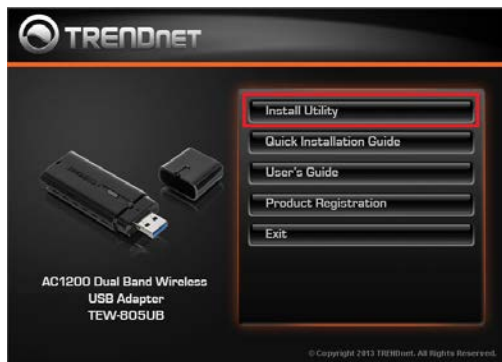 TRENDNET
Install Utility
Quick Installation Guide
User's Guide
Product Registration
Exit
AC1200 Dual Band Wireless
USB Adapter
TEW-805UB
© Copyright 2013 TRENDnet. All Rights Reserved.